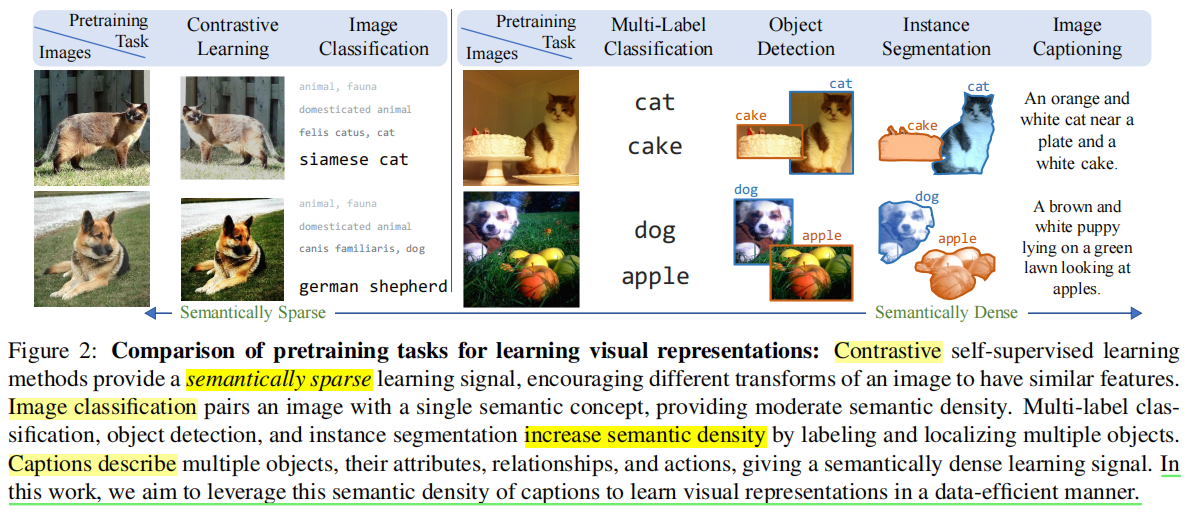 Pretraining Task
Images
Contrastive Learning
Image Classification
Pretraining Task
Images
Multi-Label Classification
Object Detection
Instance Segmentation
Image Captioning
animal, fauna
domesticated animal
felis catus, cat
siamese cat
cat
cake
cat
cake
cat
cake
An orange and
white cat near a
plate and a
white cake.
animal, fauna
domesticated animal
canis familiaris, dog
german shepherd
dog
apple
dog
apple
dog
apple
A brown and
white puppy
lying on a green
lawn looking at
apples.
Semantically Sparse
Semantically Dense
Figure 2: Comparison of pretraining tasks for learning visual representations: Contrastive self-supervised learning
methods provide a semantically sparse learning signal, encouraging different transforms of an image to have similar features.
Image classification pairs an image with a single semantic concept, providing moderate semantic density. Multi-label clas-
sification, object detection, and instance segmentation increase semantic density by labeling and localizing multiple objects.
Captions describe multiple objects, their attributes, relationships, and actions, giving a semantically dense learning signal. In
this work, we aim to leverage this semantic density of captions to learn visual representations in a data-efficient manner.